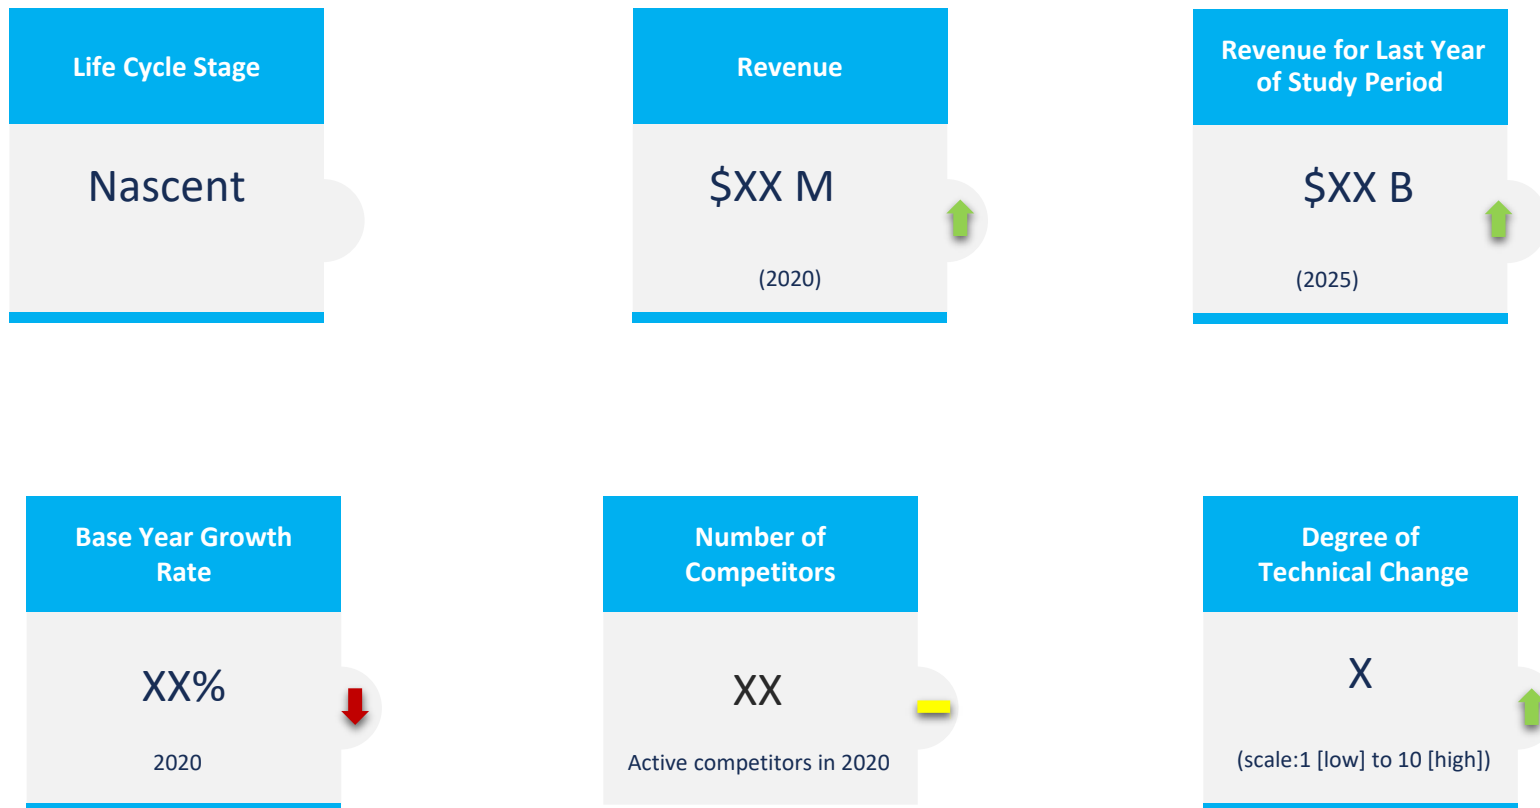 Life Cycle Stage
Nascent
Revenue
$XX M
(2020)
Revenue for Last Year
of Study Period
$XX B
(2025)
Base Year Growth
Rate
XX%
2020
Number of
Competitors
XX
Active competitors in 2020
Degree of
Technical Change
X
(scale:1 [low] to 10 [high])